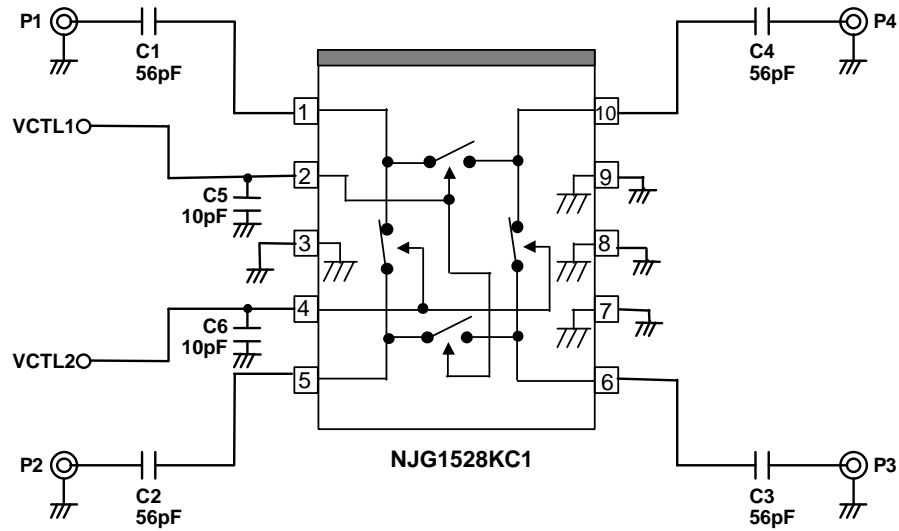 P1
C1
56pF
C4
56pF
P4
VCTL1
1
10
2
9
C5
10pF
3
8
4
7
C6
10pF
VCTL2
5
6
NJG1528KC1
P2
C2
56pF
C3
56pF
P3